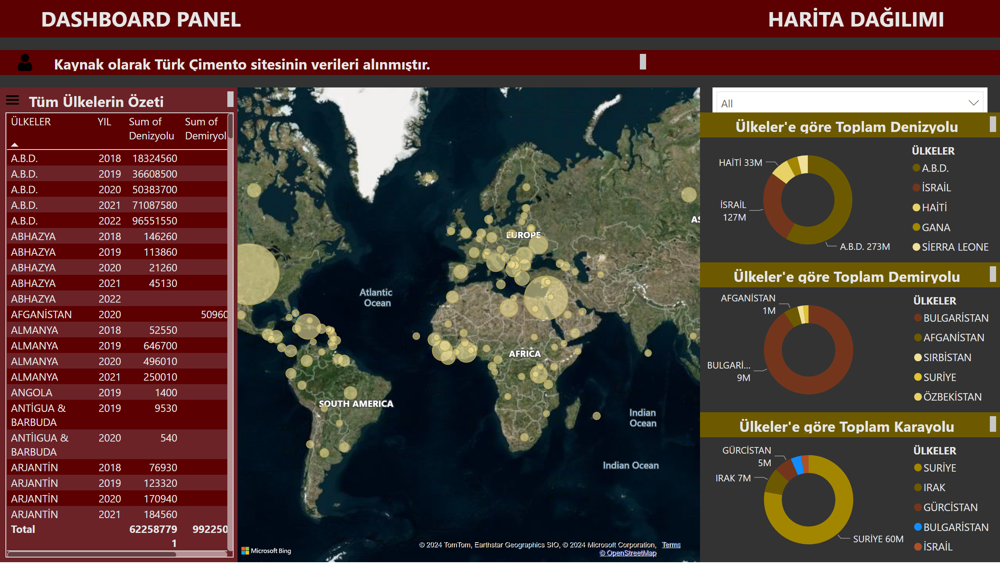 DASHBOARD PANEL
HARİTA DAĞILIMI
Kaynak olarak Türk Çimento sitesinin verileri alınmıştır.
Tüm Ülkelerin Özeti
ÜLKELER YIL Sum of Denizyolu Sum of Demiryol
A.B.D. 2018 18324560
A.B.D. 2019 36608500
A.B.D. 2020 50383700
A.B.D. 2021 71087580
A.B.D. 2022 96551550
ABHAZYA 2018 146260
ABHAZYA 2019 113860
ABHAZYA 2020 21260
ABHAZYA 2021 45130
ABHAZYA 2022
AFGANİSTAN 2020 50960
ALMANYA 2018 52550
ALMANYA 2019 646700
ALMANYA 2020 496010
ALMANYA 2021 250010
ANGOLA 2019 1400
ANTİGUA & 2019 9530
BARBUDA
ANTİIGUA & 2020 540
BARBUDA
ARJANTİN 2018 76930
ARJANTİN 2019 123320
ARJANTİN 2020 170940
ARJANTİN 2021 184560
Total 62258779 992250
1
EUROPE
AS
Atlantic
Ocean
AFRICA
SOUTH AMERICA
Indian
Ocean
Indian Ocean
Microsoft Bing
© 2024 TomTom, Earthstar Geographics SIO, © 2024 Microsoft Corporation, Terms
© OpenStreetMap
All
Ülkeler'e göre Toplam Denizyolu
HAİTİ 33M
İSRAİL
127M
A.B.D. 273M
ÜLKELER
A.B.D.
İSRAİL
HAİTİ
GANA
SİERRA LEONE
Ülkeler'e göre Toplam Demiryolu
AFGANİSTAN
1M
BULGARİ...
9M
ÜLKELER
BULGARİSTAN
AFGANİSTAN
SIRBİSTAN
SURİYE
ÖZBEKİSTAN
Ülkeler'e göre Toplam Karayolu
GÜRCİSTAN
5M
IRAK 7M
SURİYE 60M
ÜLKELER
SURİYE
IRAK
GÜRCİSTAN
BULGARİSTAN
İSRAİL